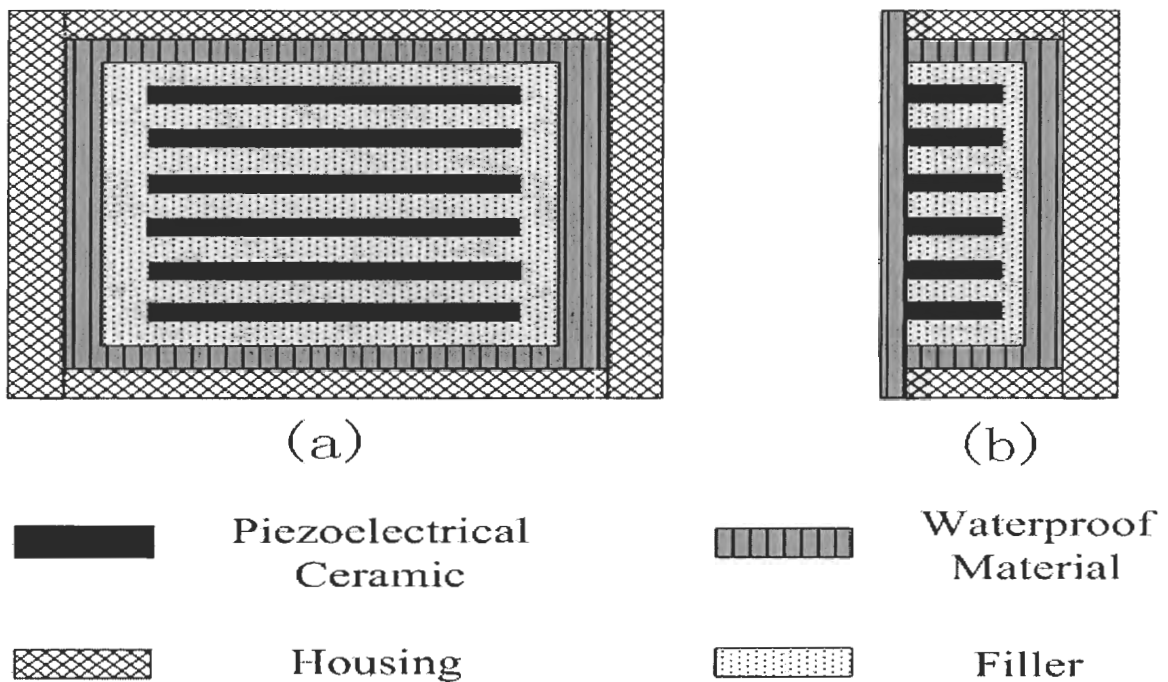 (a)
(b)
Piezoelectrical
Ceramic
Waterproof
Material
Housing
Filler